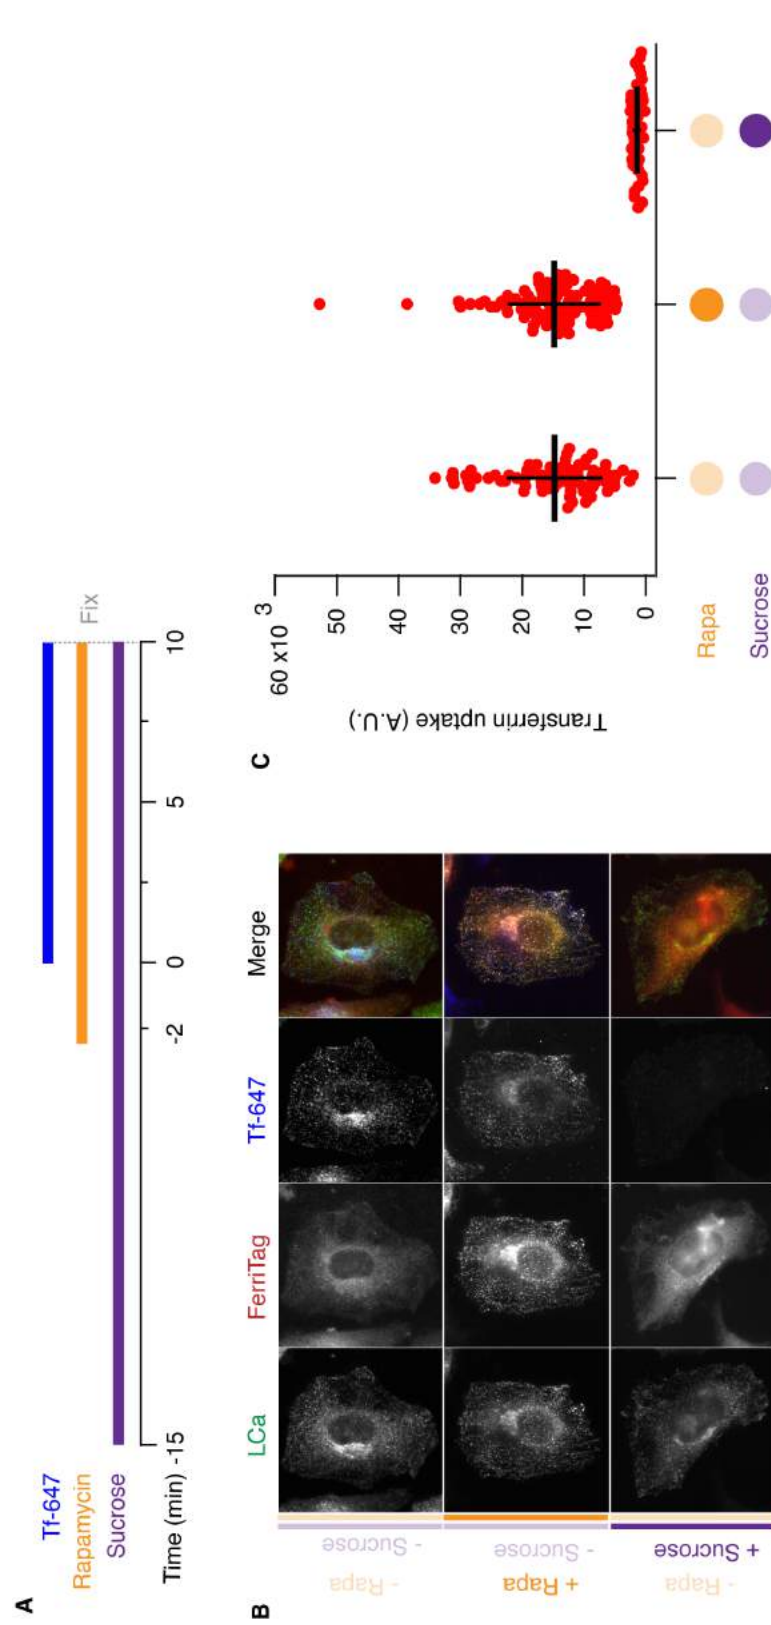 A
Tf-647
Rapamycin
Sucrose
Time (min)
-15
-2
0
5
10
Fix
B
LCa
FerriTag
Tf-647
Merge
- Rapa
- Sucrose
+ Rapa
- Sucrose
- Rapa
+ Sucrose
C
60 x10 3
50
40
30
20
10
0
Transferrin uptake (A.U.)
Rapa
Sucrose